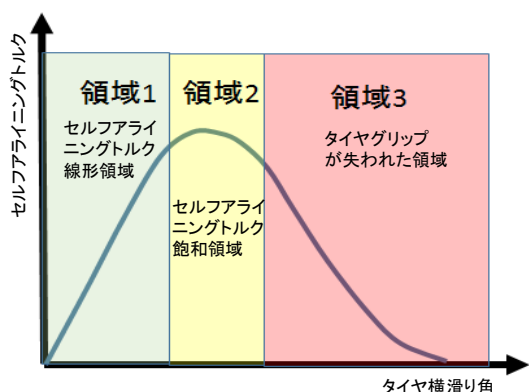 セルフアライニングトルク
領域1
セルフアライ
ニングトルク
線形領域
領域2
セルフアライ
ニングトルク
飽和領域
領域3
タイヤグリップ
が失われた領域
タイヤ横滑り角